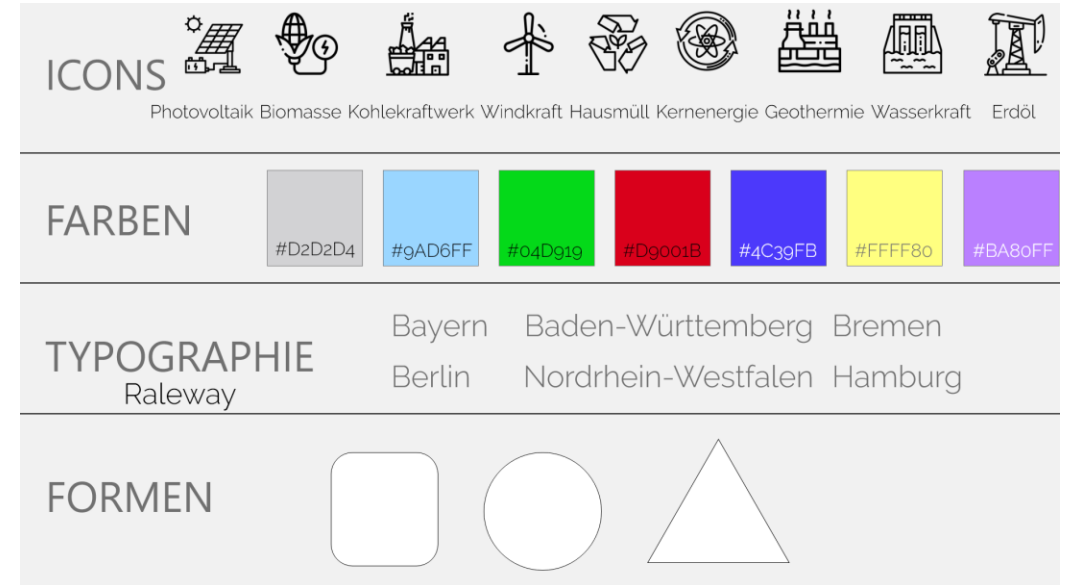 ICONS
Photovoltaik Biomasse Kohlekraftwerk Windkraft Hausmüll Kernenergie Geothermie Wasserkraft Erdöl
FARBEN
#D2D2D4 #9AD6FF #04D919 #D9001B #4C39FB #FFFF80 #BA80FF
TYPOGRAPHIE
Raleway
Bayern Baden-Württemberg Bremen
Berlin Nordrhein-Westfalen Hamburg
FORMEN